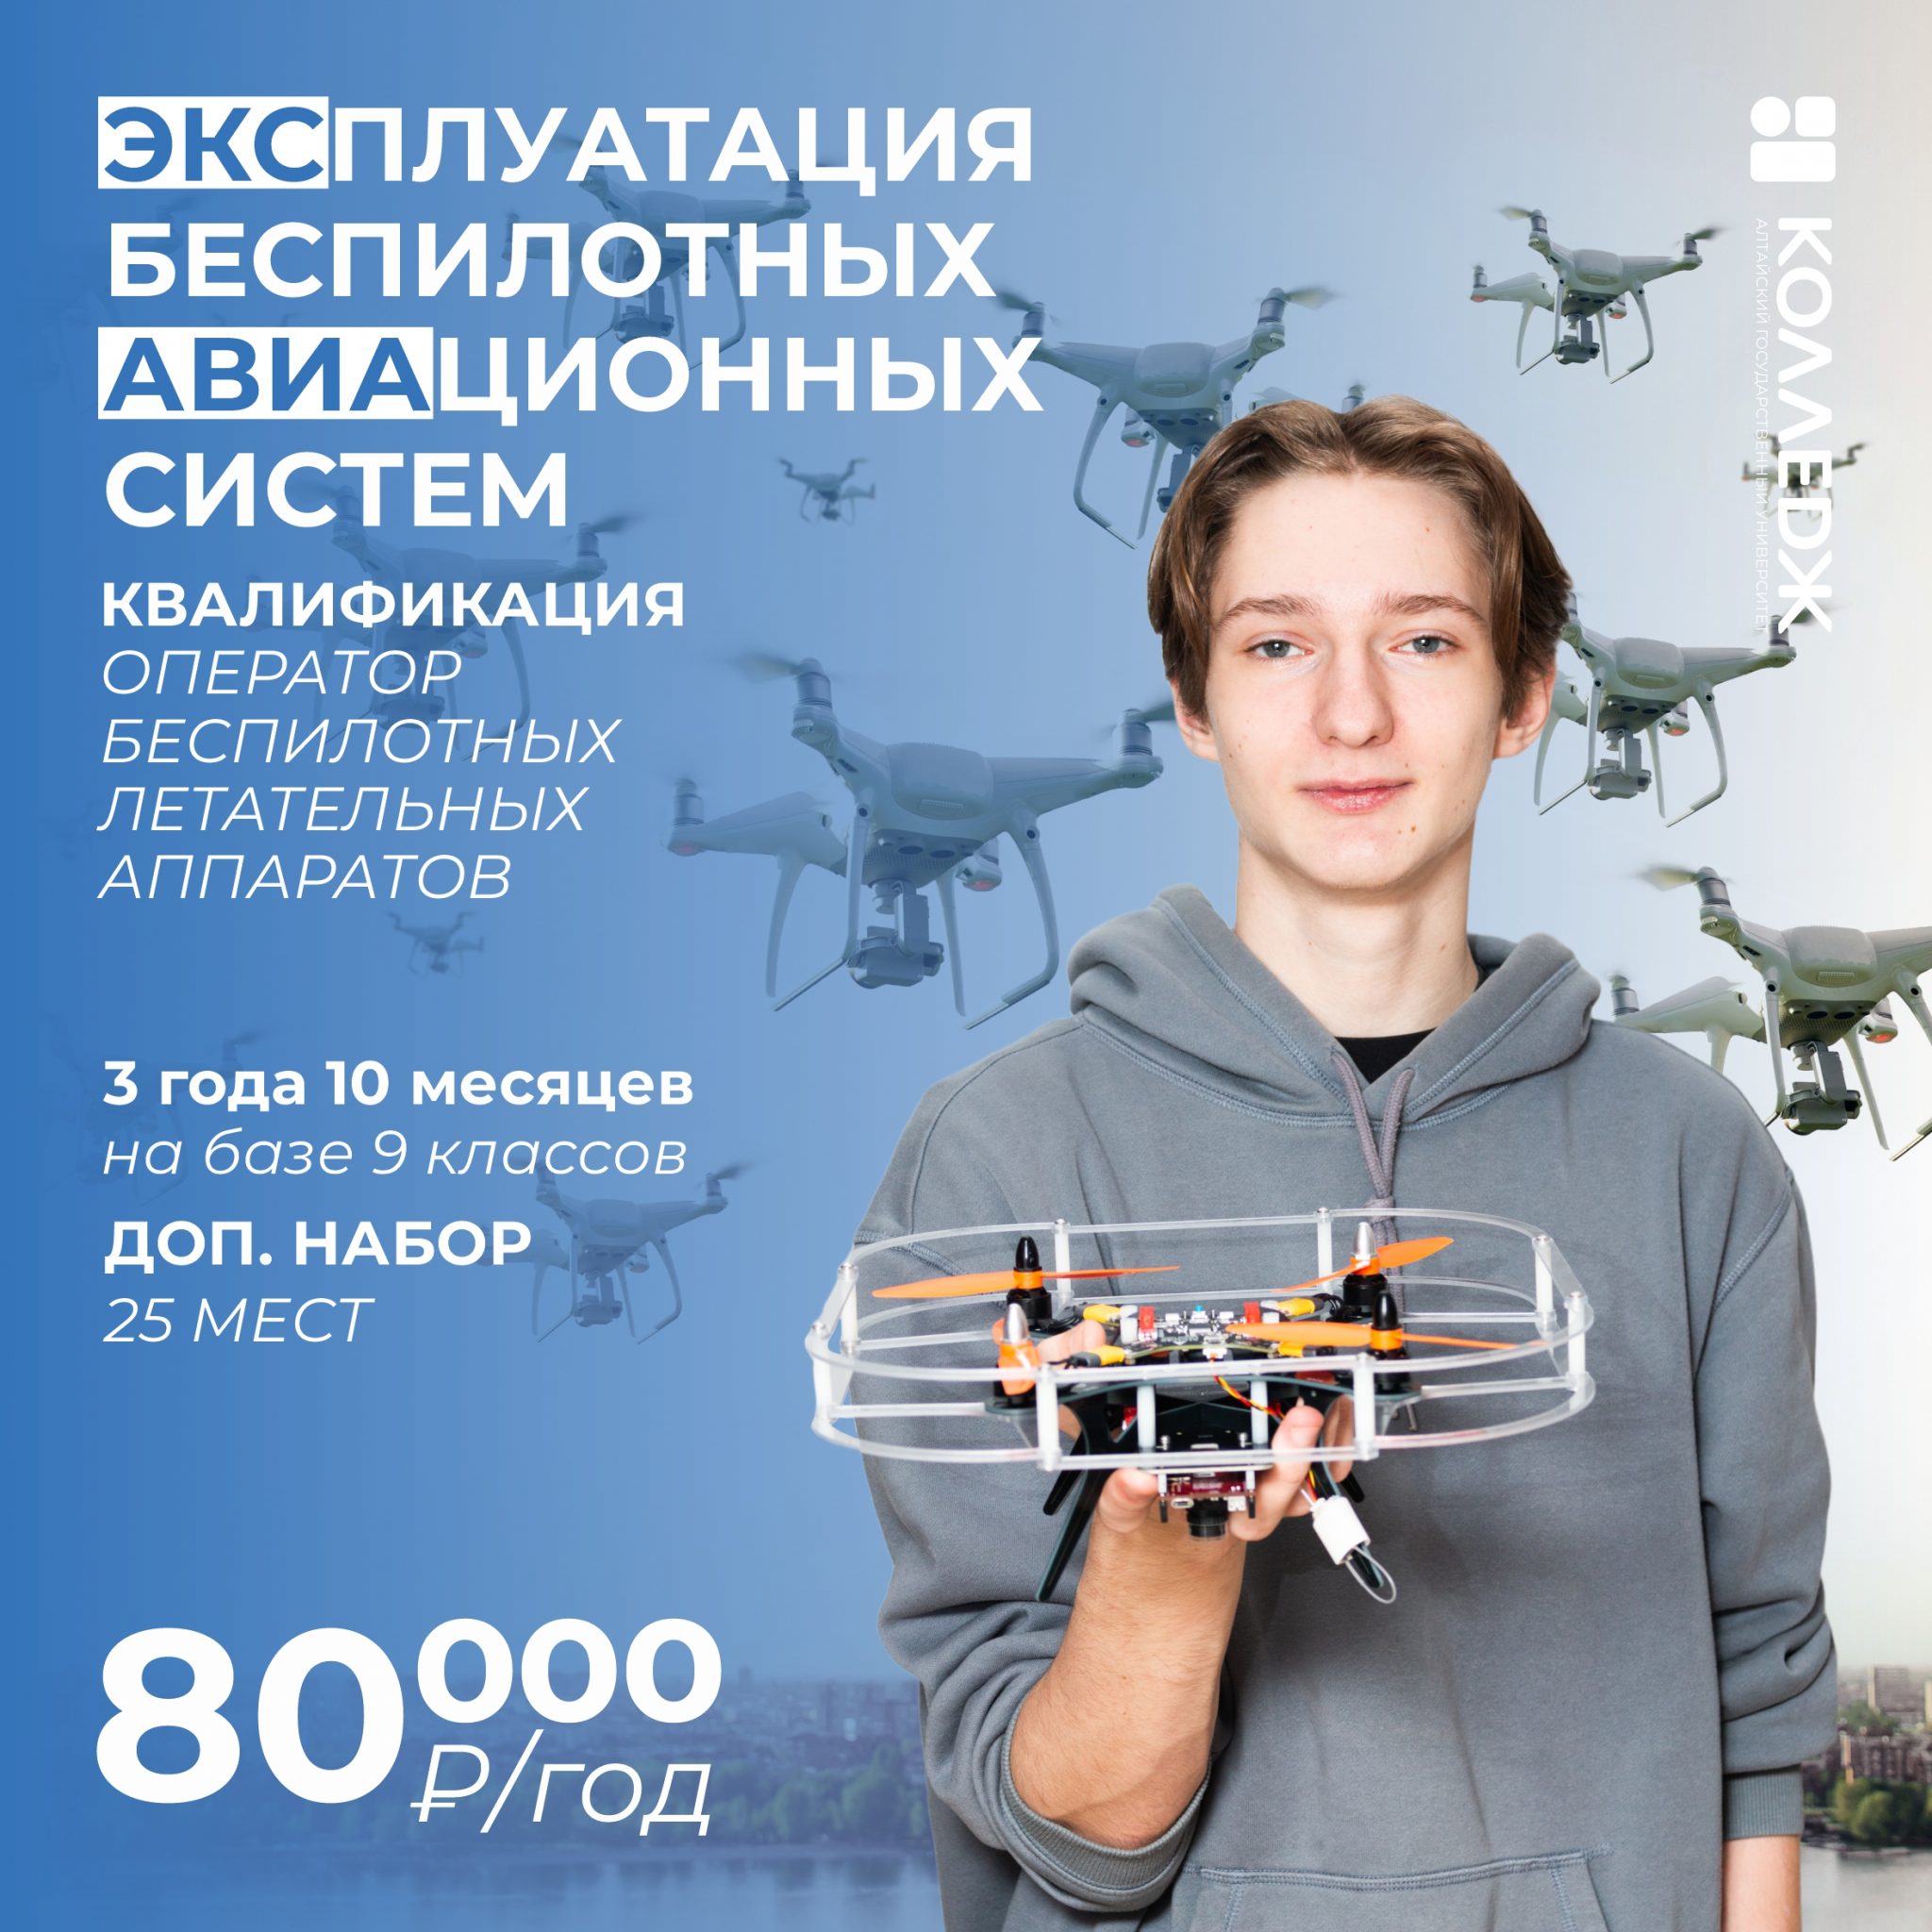 ЭКСПЛУАТАЦИЯ
БЕСПИЛОТНЫХ
АВИАЦИОННЫХ
СИСТЕМ
КВАЛИФИКАЦИЯ
ОПЕРАТОР
БЕСПИЛОТНЫХ
ЛЕТАТЕЛЬНЫХ
АППАРАТОВ
3 года 10 месяцев
на базе 9 классов
ДОП. НАБОР
25 МЕСТ
80 000
₽/год
КОЛЛЕДЖ
АЛТАЙСКИЙ ГОСУДАРСТВЕННЫЙ УНИВЕРСИТЕТ